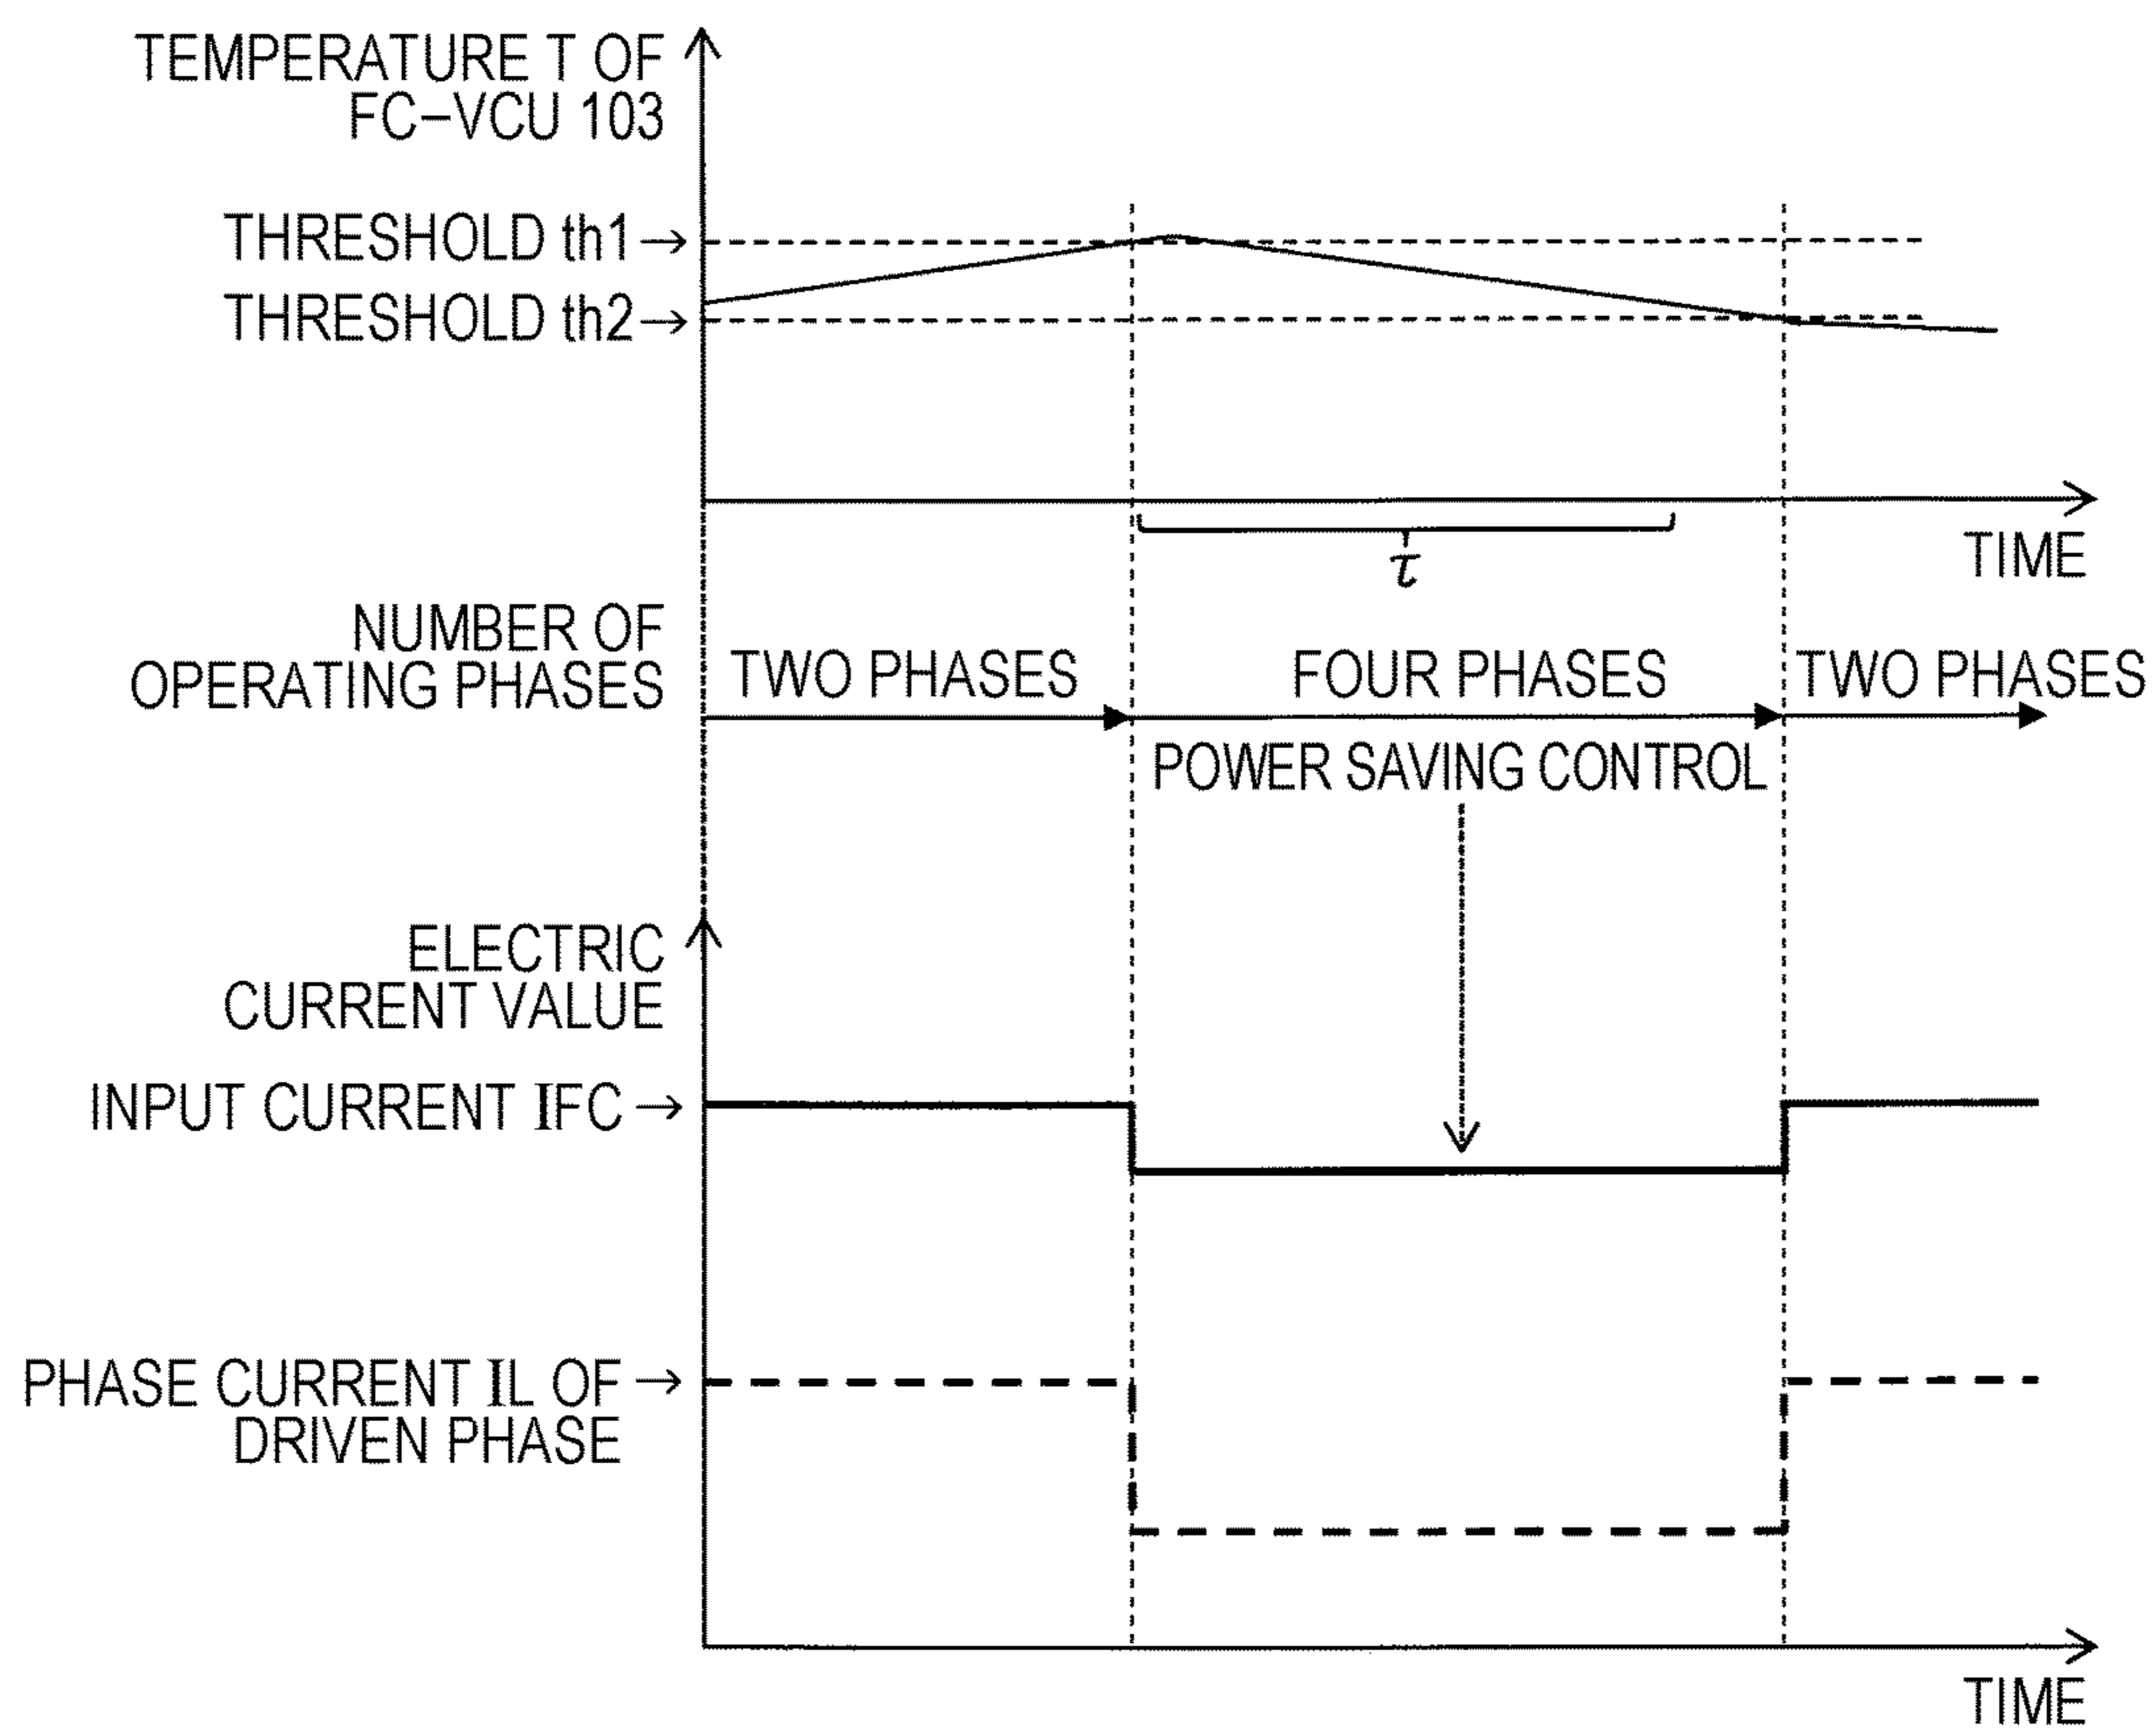 TEMPERATURE T OF
FC-VCU 103
THRESHOLD th1
THRESHOLD th2
TIME
τ
NUMBER OF
OPERATING PHASES
TWO PHASES
FOUR PHASES
TWO PHASES
POWER SAVING CONTROL
ELECTRIC
CURRENT VALUE
INPUT CURRENT IFC
PHASE CURRENT IL OF
DRIVEN PHASE
TIME